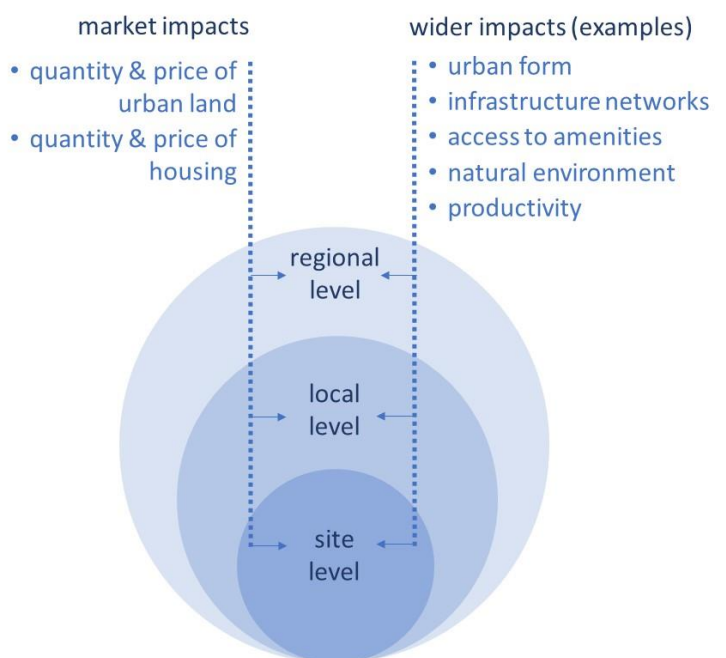 market impacts
• quantity & price of
urban land
• quantity & price of
housing
wider impacts (examples)
• urban form
• infrastructure networks
• access to amenities
• natural environment
• productivity
regional
level
local
level
site
level